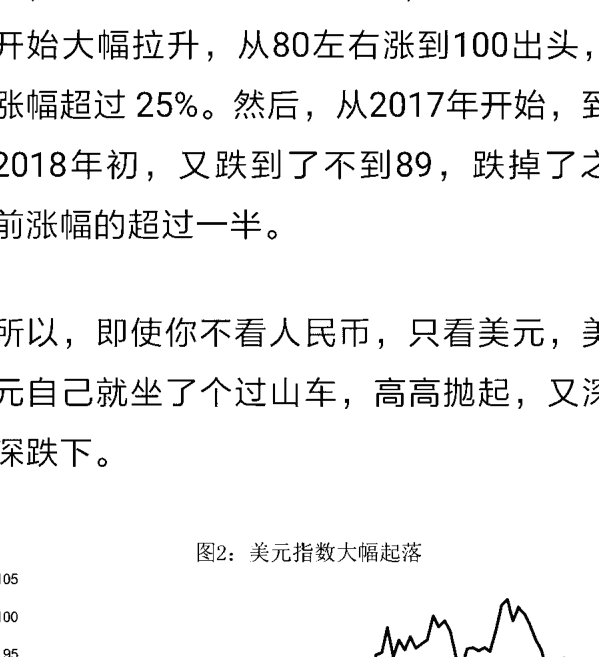 开始大幅拉升，从80左右涨到100出头，
涨幅超过 25%。然后，从2017年开始，到
2018年初，又跌到了不到89，跌掉了之
前涨幅的超过一半。
所以，即使你不看人民币，只看美元，美
元自己就坐了个过山车，高高抛起，又深
深跌下。
图2：美元指数大幅起落
105
100
95